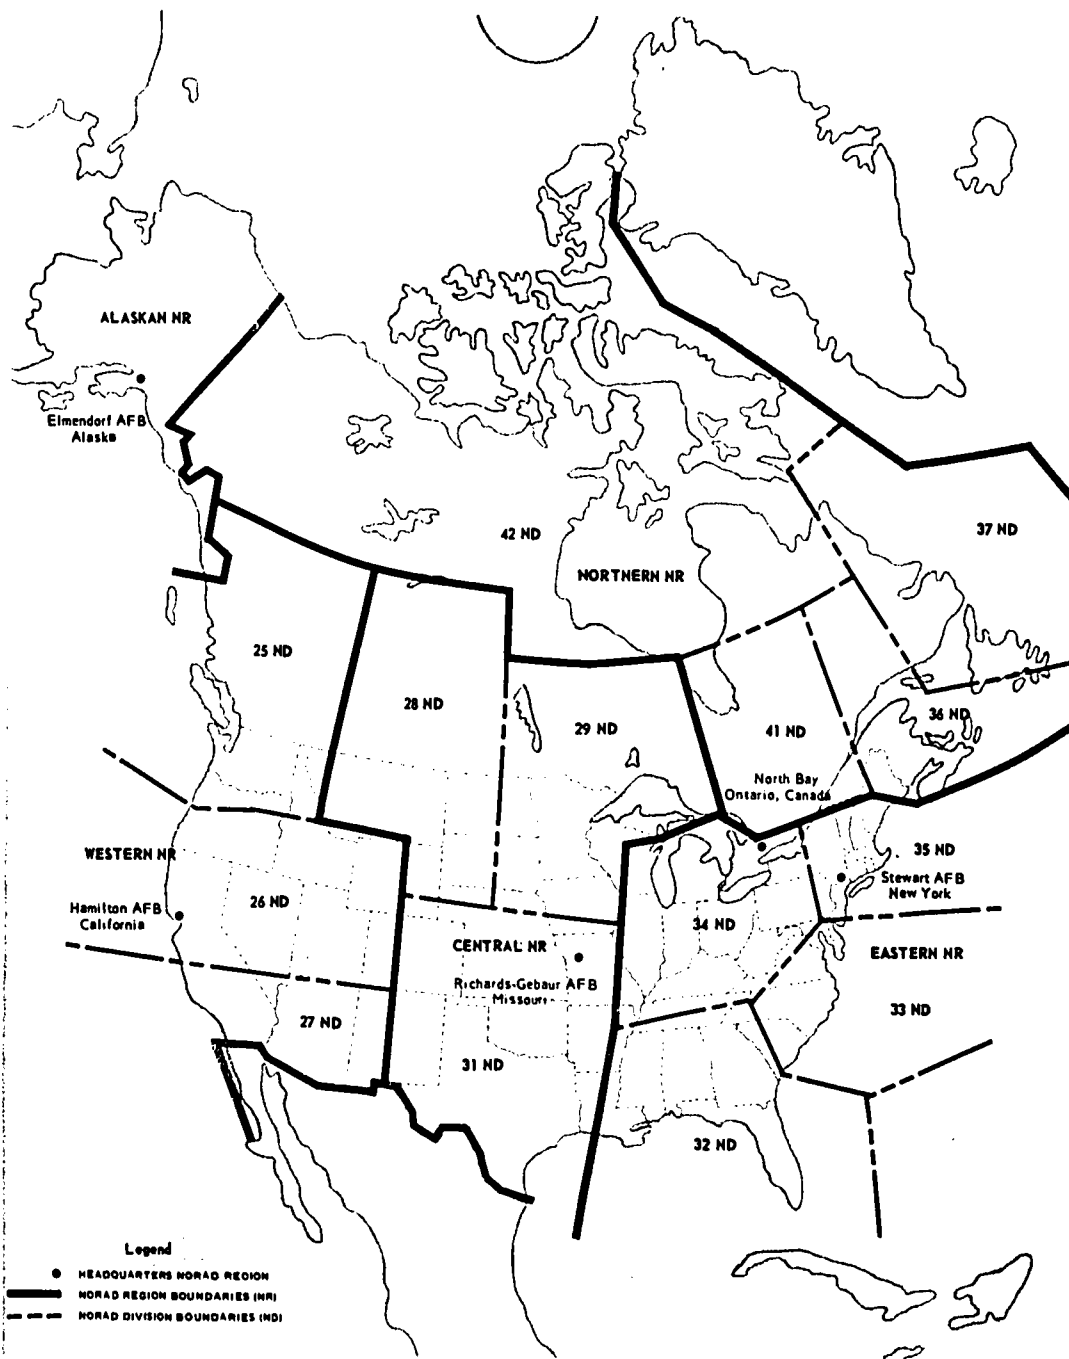 ALASKAN NR
Elmendorf AFB
Alaska
42 ND
37 ND
NORTHERN NR
25 ND
28 ND
29 ND
41 ND
36 ND
North Bay
Ontario, Canada
WESTERN NR
35 ND
Stewart AFB
New York
Hamilton AFB
California
26 ND
34 ND
CENTRAL NR
EASTERN NR
Richards-Gebaur AFB
Missouri
27 ND
33 ND
31 ND
32 ND
Legend
HEADQUARTERS NORAD REGION
NORAD REGION BOUNDARIES (NR)
NORAD DIVISION BOUNDARIES (ND)